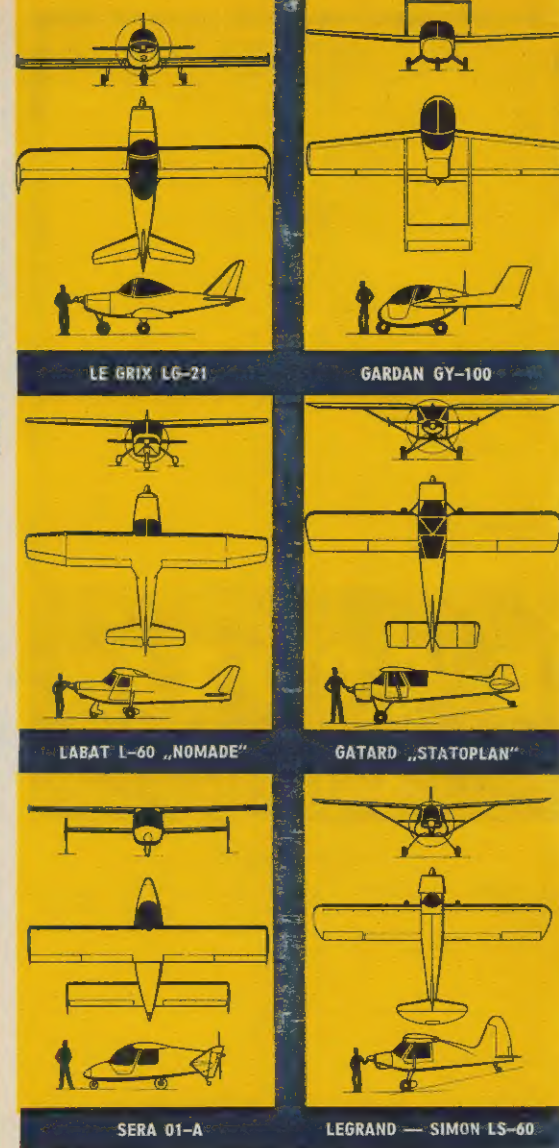 LE GRIX LG–21
GARDAN GY–100
LABAT L–60 „NOMADE"
GATARD „STATOPLAN"
SERA 01–A
LEGRAND — SIMON LS–60